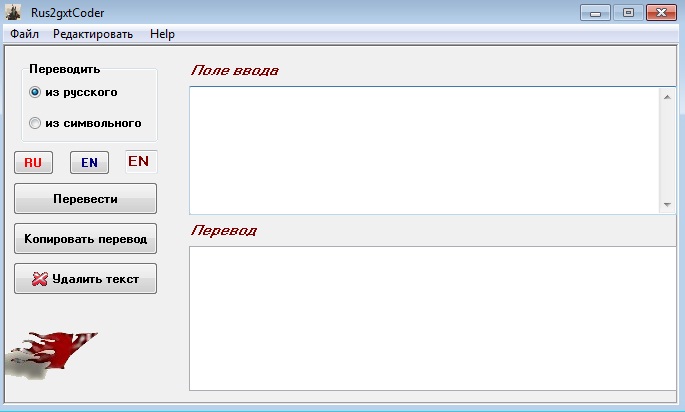 Rus2gxtCoder
Файл Редактировать Help
Переводить
из русского
из символьного
RU EN EN
Перевести
Копировать перевод
Удалить текст
Поле ввода
Перевод